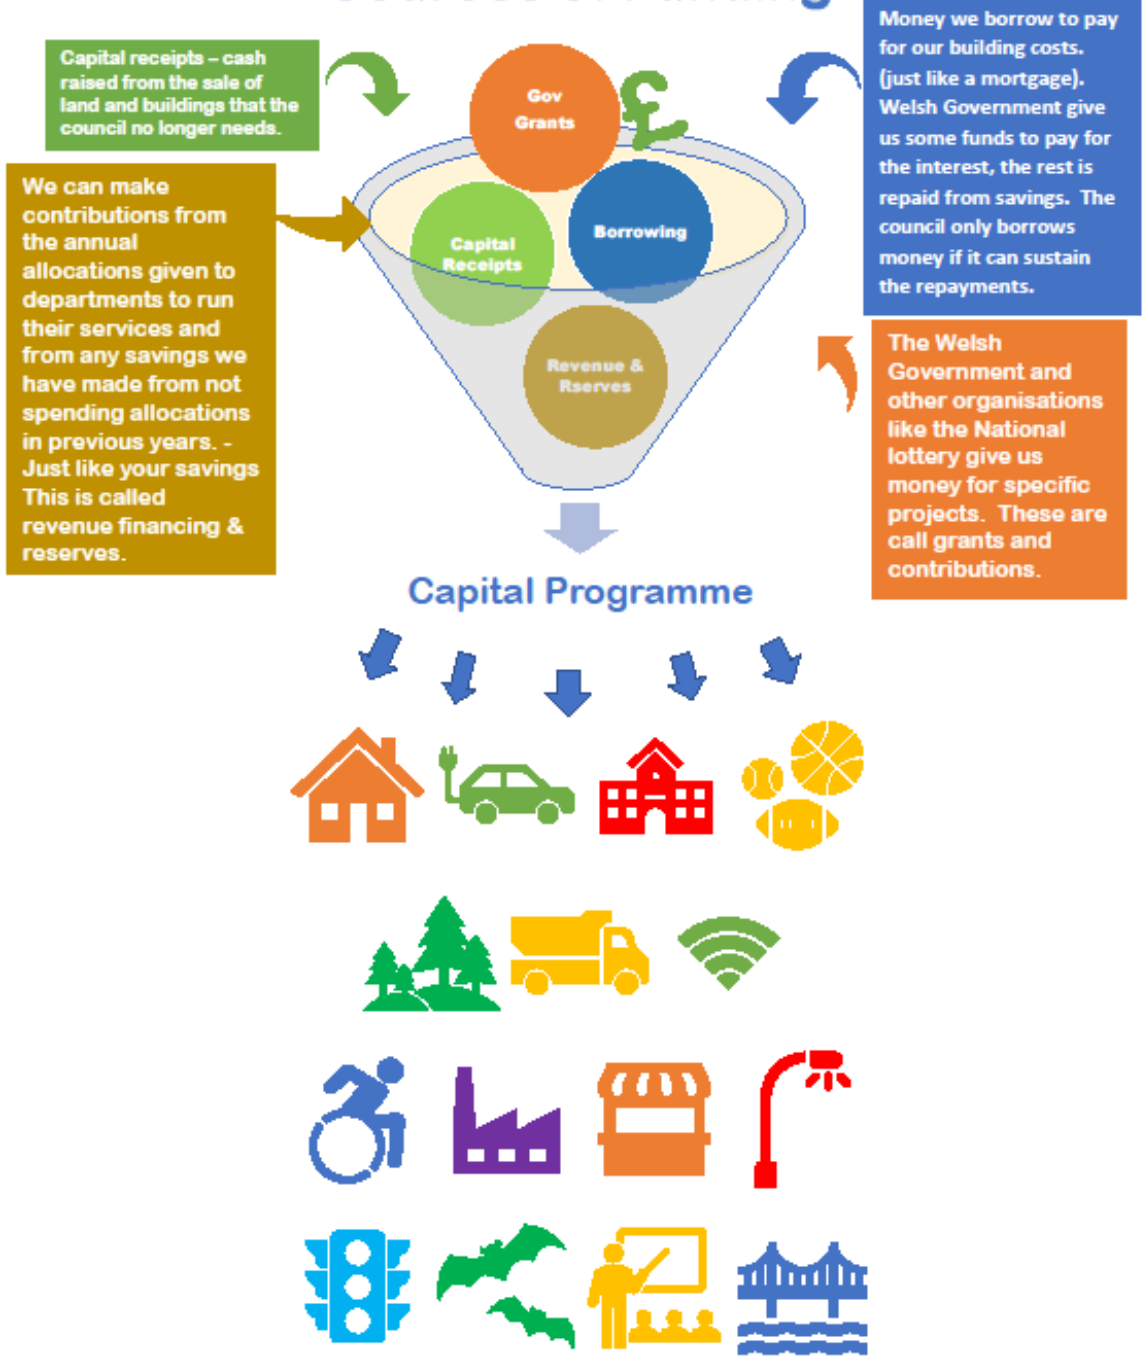 Capital receipts – cash
raised from the sale of
land and buildings that the
council no longer needs.
Money we borrow to pay
for our building costs.
(just like a mortgage).
Welsh Government give
us some funds to pay for
the interest, the rest is
repaid from savings. The
council only borrows
money if it can sustain
the repayments.
Gov
Grants
£
We can make
contributions from
the annual
allocations given to
departments to run
their services and
from any savings we
have made from not
spending allocations
in previous years. -
Just like your savings
This is called
revenue financing &
reserves.
Capital
Receipts
Borrowing
Revenue &
Rserves
The Welsh
Government and
other organisations
like the National
lottery give us
money for specific
projects. These are
call grants and
contributions.
Capital Programme